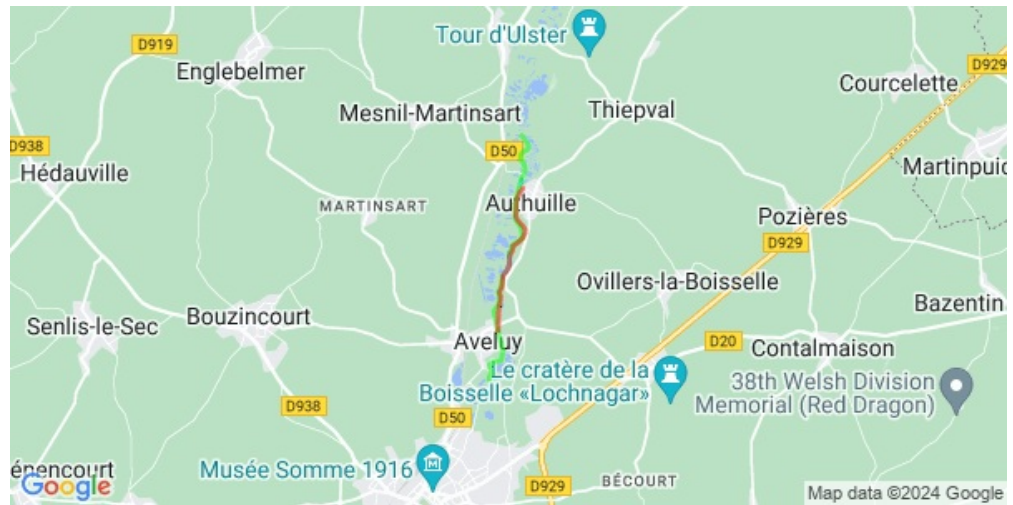 Tour d'Ulster
D919
D929
Englebelmer
Courcelette
Mesnil-Martinsart
Thiepval
D938
D50
Hédauville
Martinpuic
MARTINSART
Authuille
Pozières
D929
Ovillers-la-Boisselle
Bazentin
Senlis-le-Sec
Bouzincourt
Aveluy
D20
Contalmaison
Le cratère de la
Boisselle «Lochnagar»
38th Welsh Division
Memorial (Red Dragon)
D938
D50
énencourt
Musée Somme 1916
D929
BÉCOURT
Google
Map data ©2024 Google